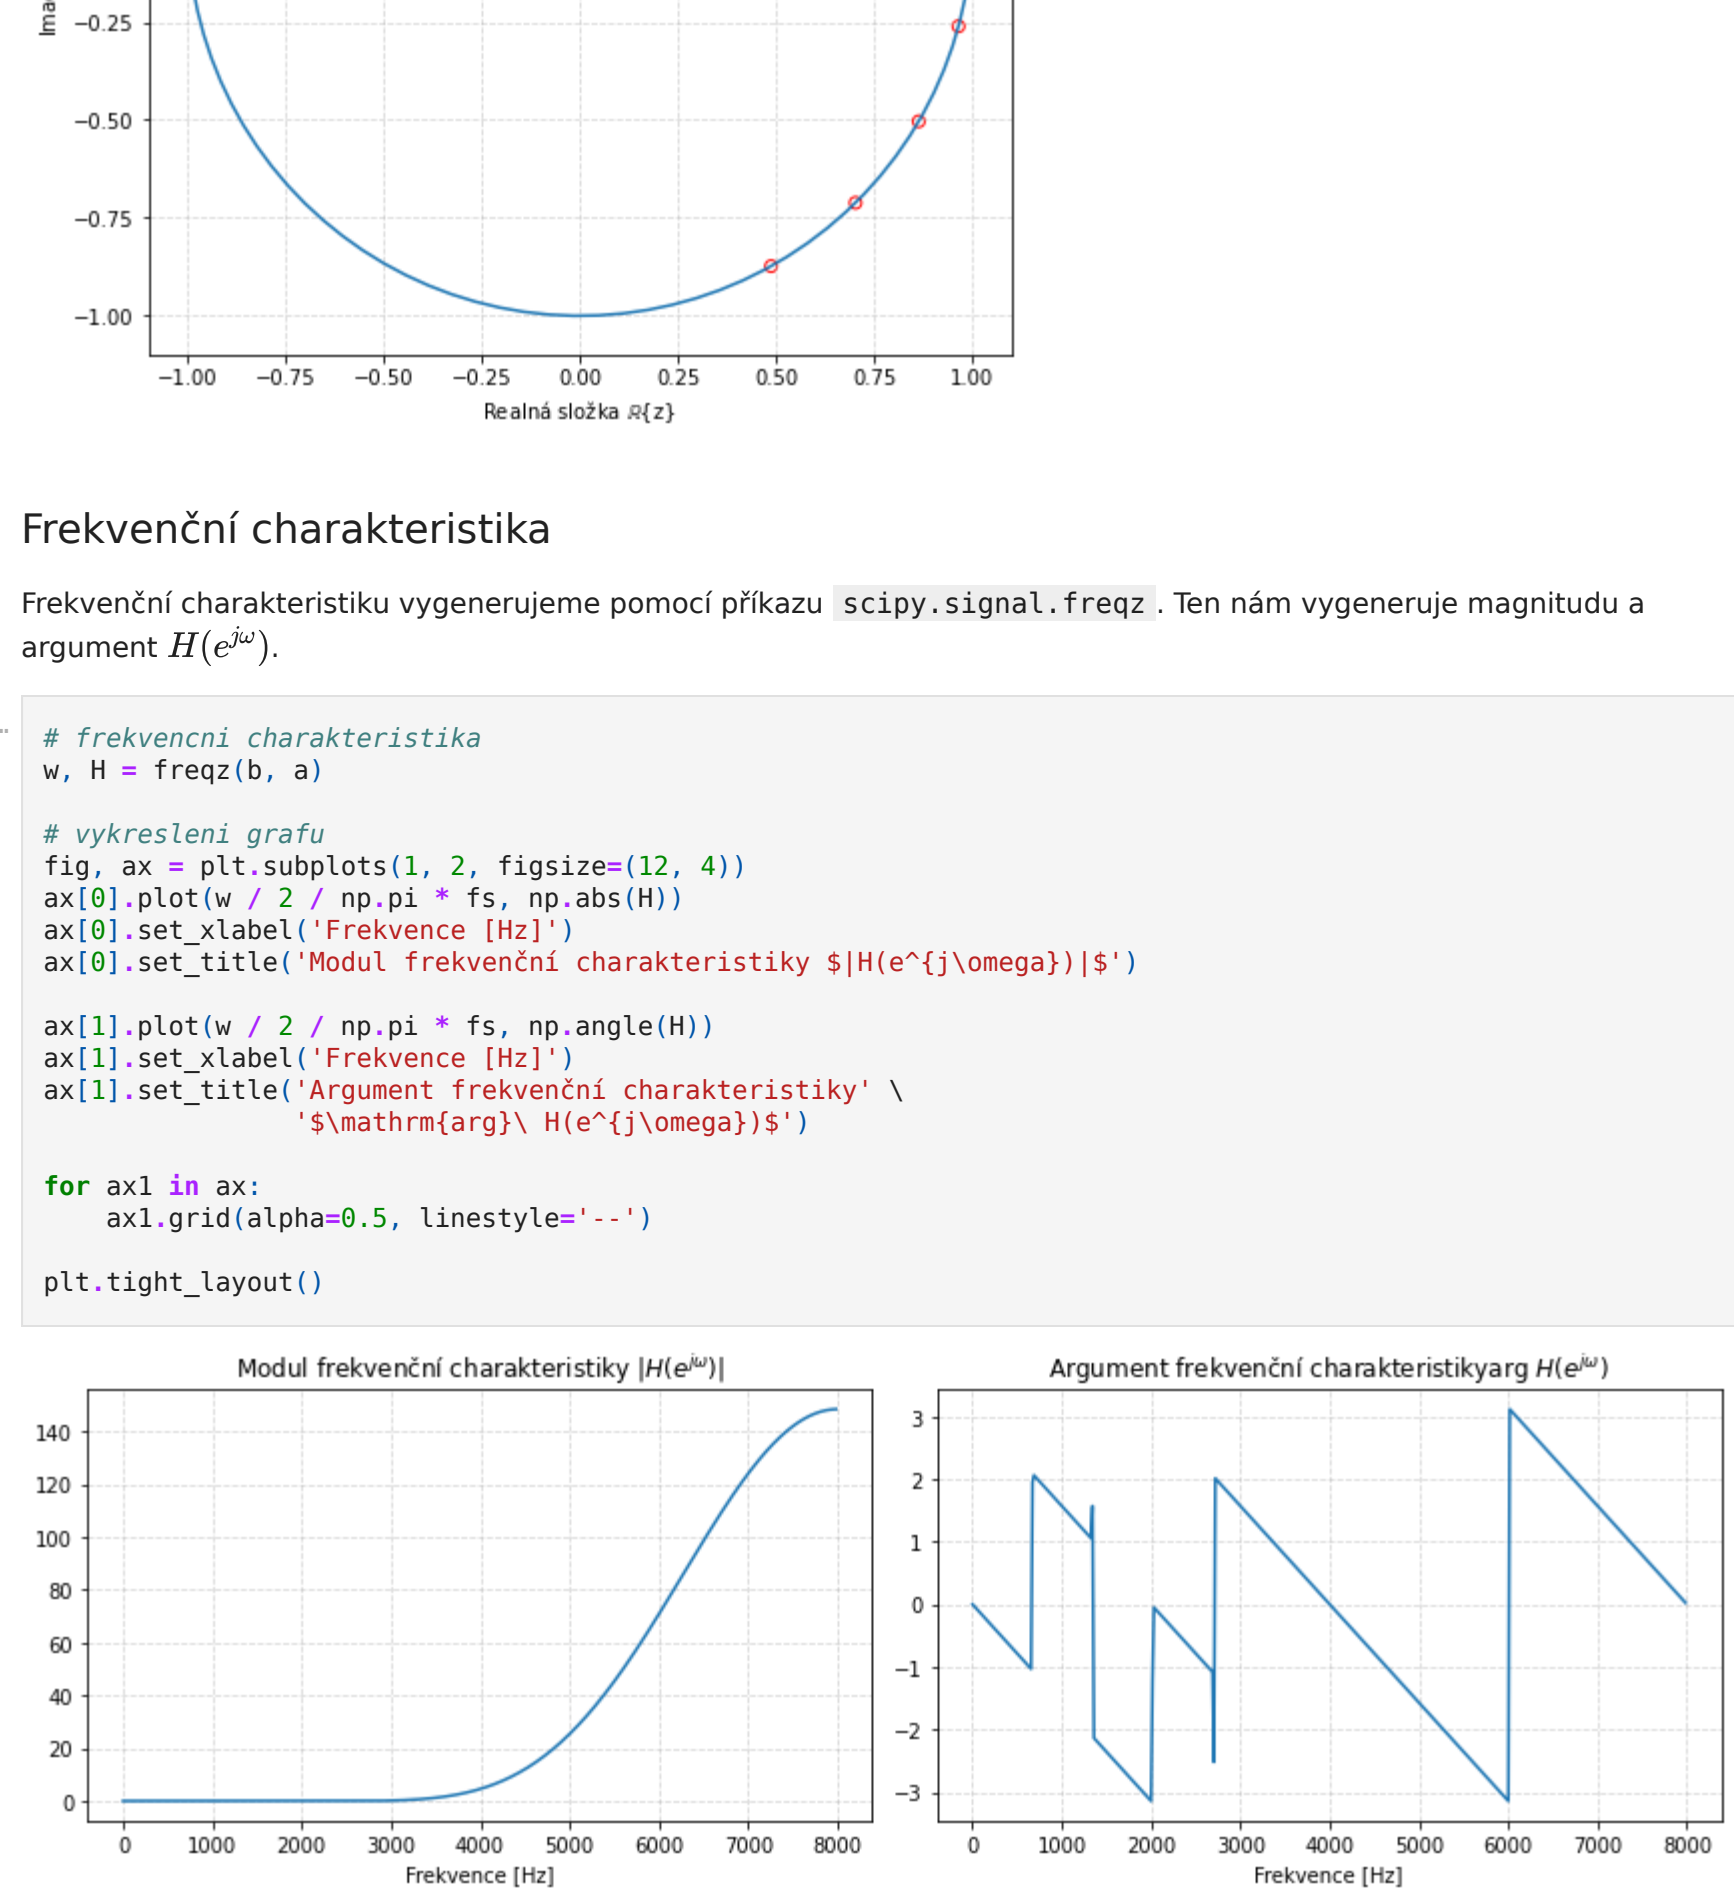 Ima
−0.25
−0.50
−0.75
−1.00
−1.00 −0.75 −0.50 −0.25 0.00 0.25 0.50 0.75 1.00
Realná složka ℝ{z}
Frekvenční charakteristika
Frekvenční charakteristiku vygenerujeme pomocí příkazu scipy.signal.freqz . Ten nám vygeneruje magnitudu a
argument H(e^{jω}).
# frekvencni charakteristika
w, H = freqz(b, a)
# vykresleni grafu
fig, ax = plt.subplots(1, 2, figsize=(12, 4))
ax[0].plot(w / 2 / np.pi * fs, np.abs(H))
ax[0].set_xlabel('Frekvence [Hz]')
ax[0].set_title('Modul frekvenční charakteristiky $|H(e^{j\omega})|$')
ax[1].plot(w / 2 / np.pi * fs, np.angle(H))
ax[1].set_xlabel('Frekvence [Hz]')
ax[1].set_title('Argument frekvenční charakteristiky' \
'$\mathrm{arg}\ H(e^{j\omega})$')
for ax1 in ax:
ax1.grid(alpha=0.5, linestyle='--')
plt.tight_layout()
Modul frekvenční charakteristiky |H(e^{jω})|
140
120
100
80
60
40
20
0
0 1000 2000 3000 4000 5000 6000 7000 8000
Frekvence [Hz]
Argument frekvenční charakteristikyarg H(e^{jω})
3
2
1
0
−1
−2
−3
0 1000 2000 3000 4000 5000 6000 7000 8000
Frekvence [Hz]